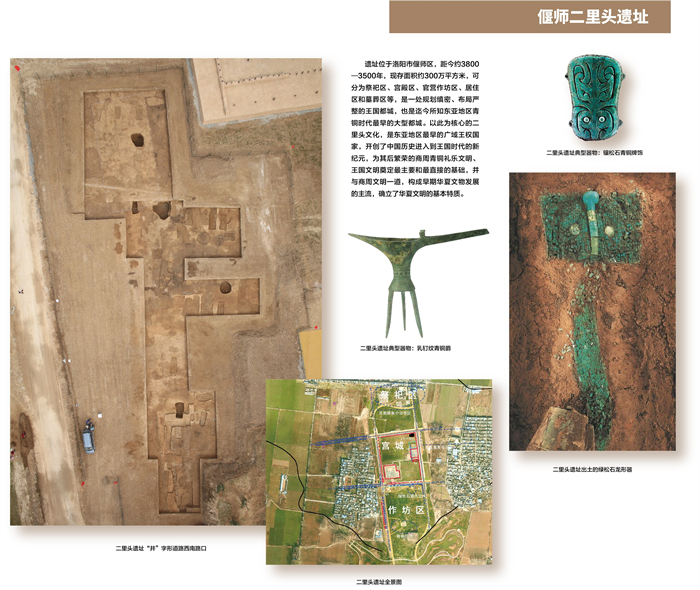 偃师二里头遗址
遗址位于洛阳市偃师区，距今约3800
—3500年，现存面积约300万平方米，可
分为祭祀区、宫殿区、官营作坊区、居住
区和墓葬区等，是一处规划缜密、布局严
整的王国都城，也是迄今所知东亚地区青
铜时代最早的大型都城。以此为核心的二
里头文化，是东亚地区最早的广域王权国
家，开创了中国历史进入到王国时代的新
纪元，为其后繁荣的商周青铜礼乐文明、
王国文明奠定最主要和最直接的基础，并
与商周文明一道，构成早期华夏文物发展
的主流，确立了华夏文明的基本特质。
二里头遗址典型器物：镶松石青铜牌饰
二里头遗址典型器物：乳钉纹青铜爵
二里头遗址出土的绿松石龙形器
祭祀区
宫城
作坊区
二里头遗址“井”字形道路西南路口
二里头遗址全景图